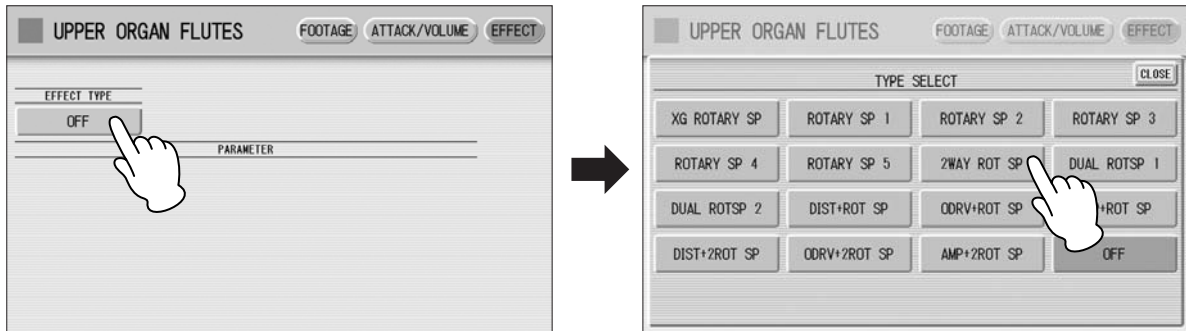 UPPER ORGAN FLUTES FOOTAGE ATTACK/VOLUME EFFECT
EFFECT TYPE
OFF
PARAMETER
UPPER ORGAN FLUTES FOOTAGE ATTACK/VOLUME EFFECT
TYPE SELECT CLOSE
XG ROTARY SP ROTARY SP 1 ROTARY SP 2 ROTARY SP 3
ROTARY SP 4 ROTARY SP 5 2WAY ROT SP DUAL ROTSP 1
DUAL ROTSP 2 DIST+ROT SP ODRV+ROT SP +ROT SP
DIST+2ROT SP ODRV+2ROT SP AMP+2ROT SP OFF